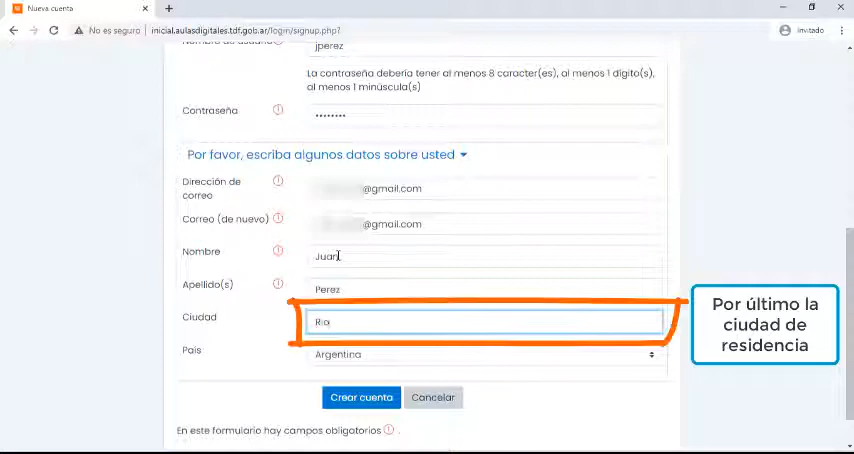 Nueva cuenta
No es seguro
inicial.aulasdigitales.tdf.gob.ar/login/signup.php?
Invitado
Nombre de usuario
jperez
La contraseña debería tener al menos 8 caracter(es), al menos 1 dígito(s),
al menos 1 minúscula(s)
Contraseña
••••••••
Por favor, escriba algunos datos sobre usted
Dirección de
correo
@gmail.com
Correo (de nuevo)
@gmail.com
Nombre
Juan
Apellido(s)
Perez
Ciudad
Rio
Por último la
ciudad de
residencia
País
Argentina
Crear cuenta
Cancelar
En este formulario hay campos obligatorios
.